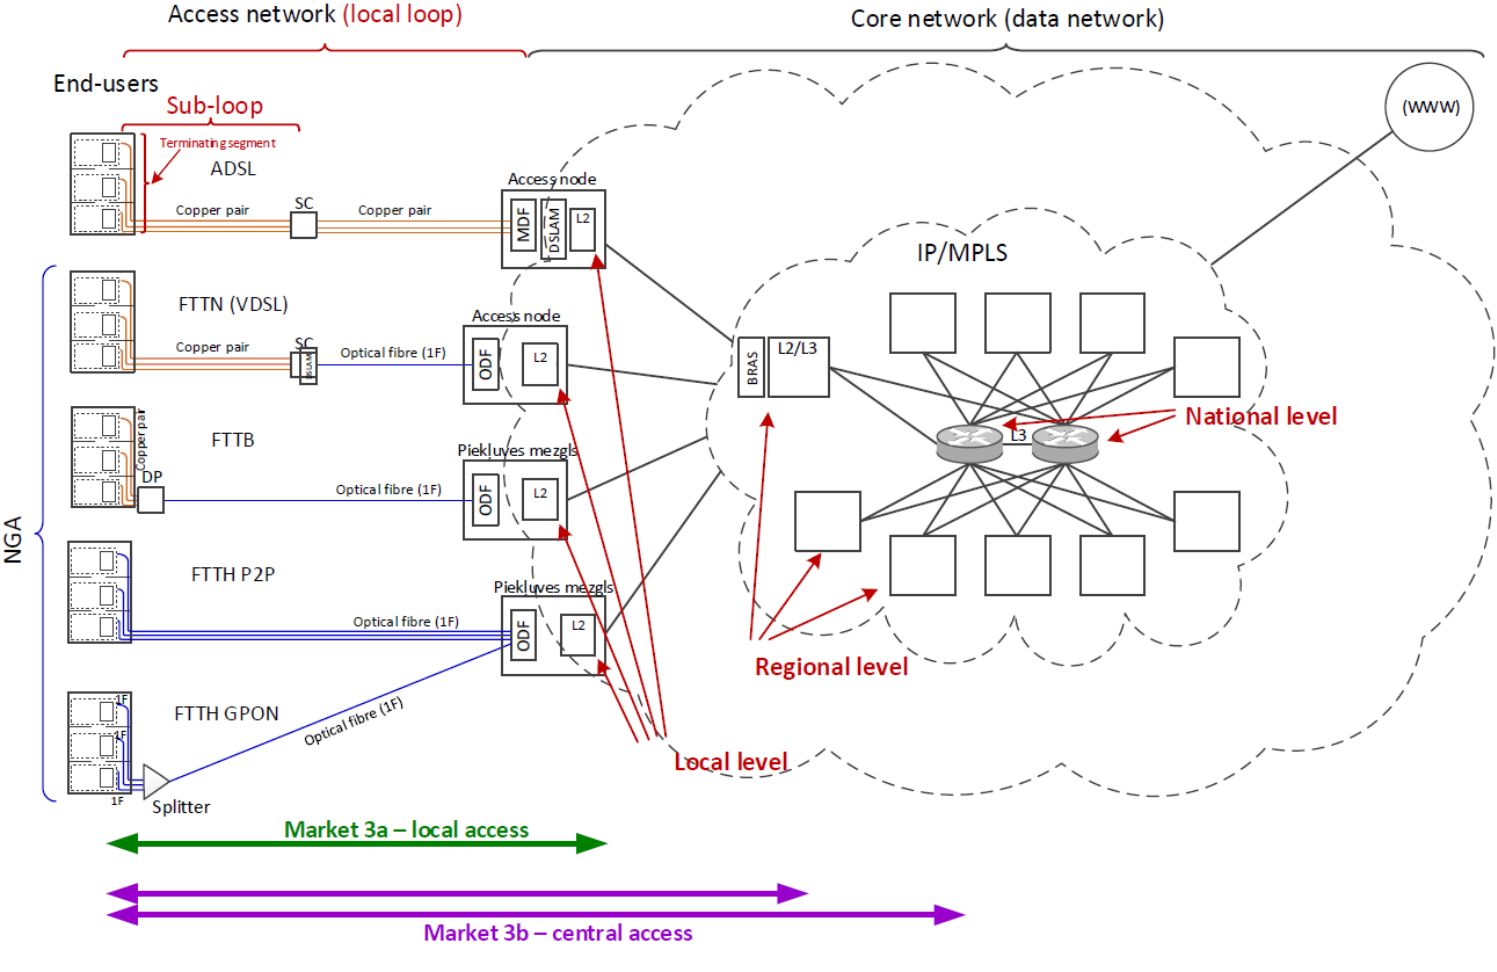 Access network (local loop)
Core network (data network)
End-users
(WWW)
Sub-loop
Terminating segment
ADSL
Access node
Copper pair
SC
Copper pair
MDF
DSLAM
L2
IP/MPLS
FTTN (VDSL)
Access node
Copper pair
SC
DSLAM
Optical fibre (1F)
ODF
L2
BRAS
L2/L3
National level
L3
FTTB
Copper pair
Piekļuves mezgls
DP
Optical fibre (1F)
ODF
L2
NGA
FTTH P2P
Piekļuves mezgls
Optical fibre (1F)
ODF
L2
Regional level
1F
FTTH GPON
1F
Optical fibre (1F)
Local level
1F
Splitter
Market 3a – local access
Market 3b – central access